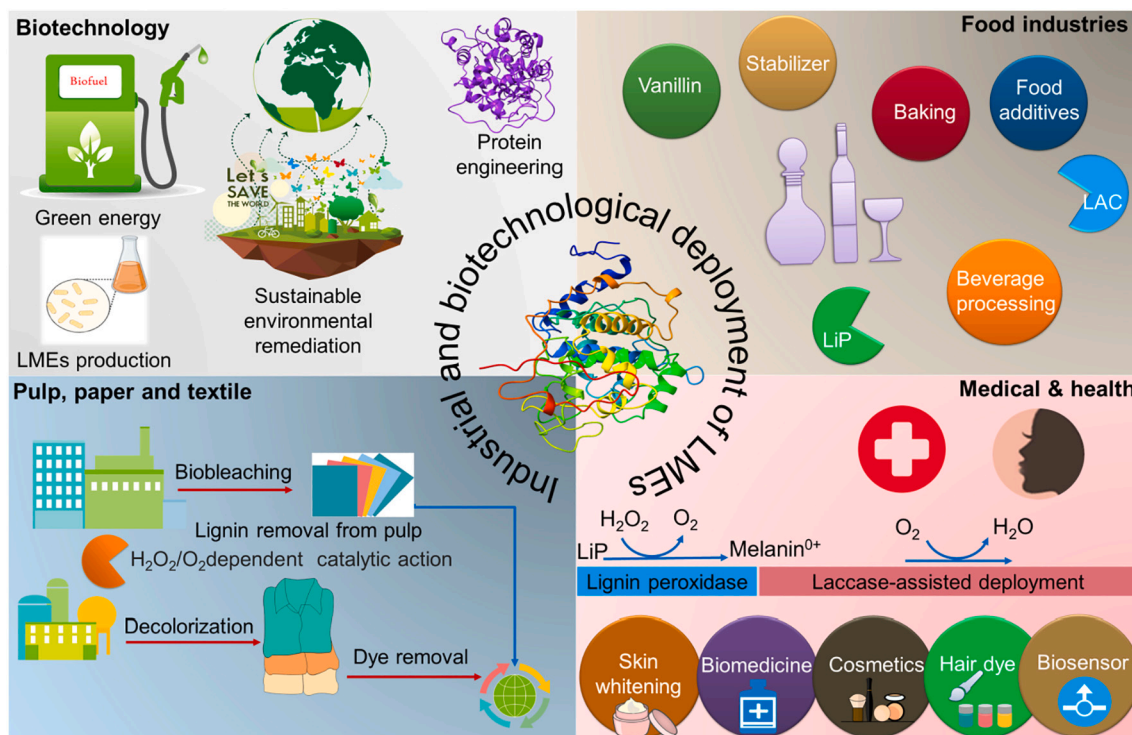 Biotechnology
Biofuel
Green energy
LMEs production
Let's
SAVE
THE WORLD
Sustainable
environmental
remediation
Protein
engineering
Food industries
Vanillin
Stabilizer
Baking
Food
additives
LAC
LiP
Beverage
processing
Industrial and biotechnological deployment of LMEs
Pulp, paper and textile
Biobleaching
Lignin removal from pulp
H₂O₂/O₂dependent catalytic action
Decolorization
Dye removal
Medical & health
H₂O₂ O₂
LiP Melanin⁰⁺
O₂ H₂O
Lignin peroxidase Laccase-assisted deployment
Skin
whitening
Biomedicine
Cosmetics
Hair dye
Biosensor